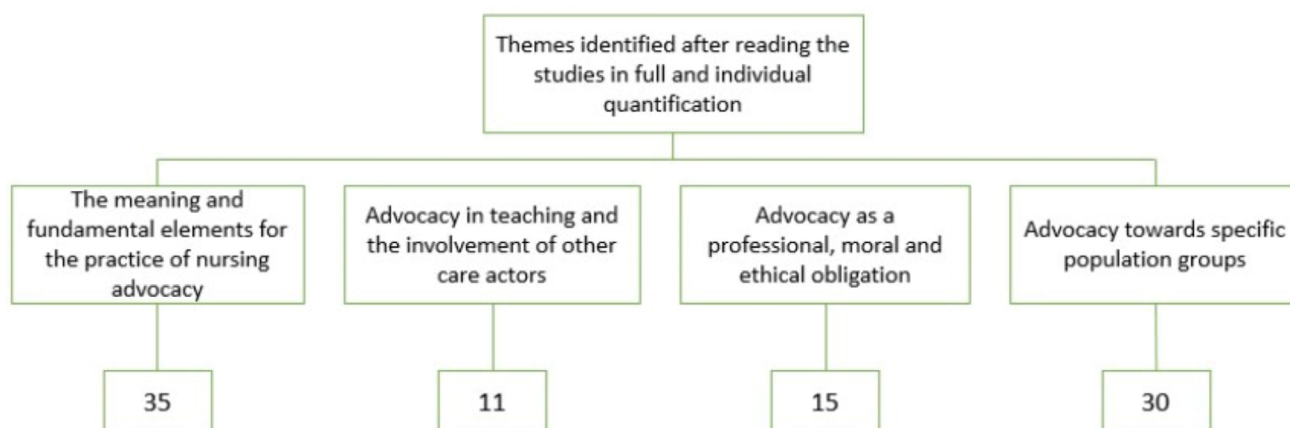 Themes identified after reading the
studies in full and individual
quantification
The meaning and
fundamental elements for
the practice of nursing
advocacy
Advocacy in teaching and
the involvement of other
care actors
Advocacy as a
professional, moral and
ethical obligation
Advocacy towards specific
population groups
35
11
15
30